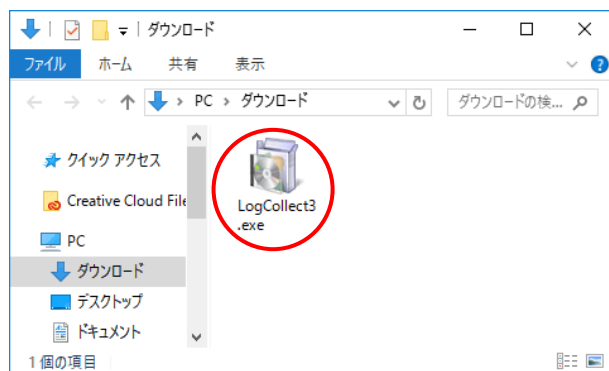 ダウンロード
ファイル ホーム 共有 表示
PC ダウンロード ダウンロードの検...
クイック アクセス
Creative Cloud File
PC
ダウンロード
デスクトップ
ドキュメント
LogCollect3
.exe
1 個の項目